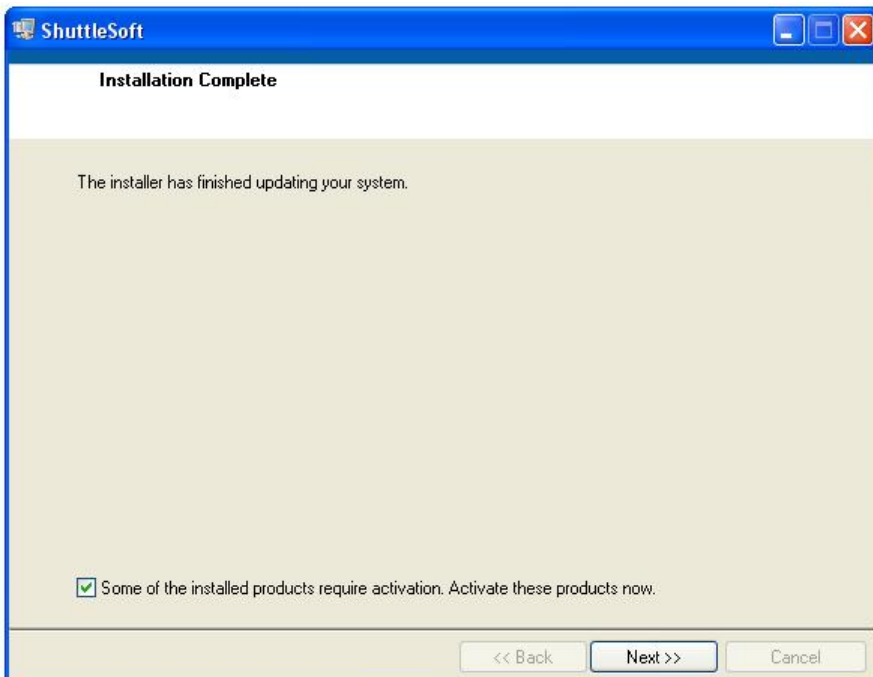 ShuttleSoft
Installation Complete
The installer has finished updating your system.
Some of the installed products require activation. Activate these products now.
<< Back Next >> Cancel